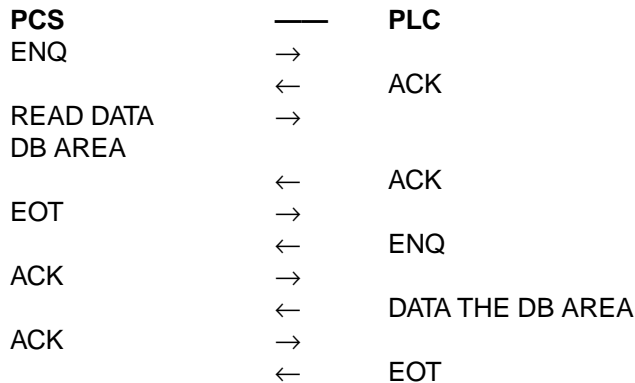 PCS —— PLC
ENQ →
← ACK
READ DATA →
DB AREA
← ACK
EOT →
← ENQ
ACK →
← DATA THE DB AREA
ACK →
← EOT